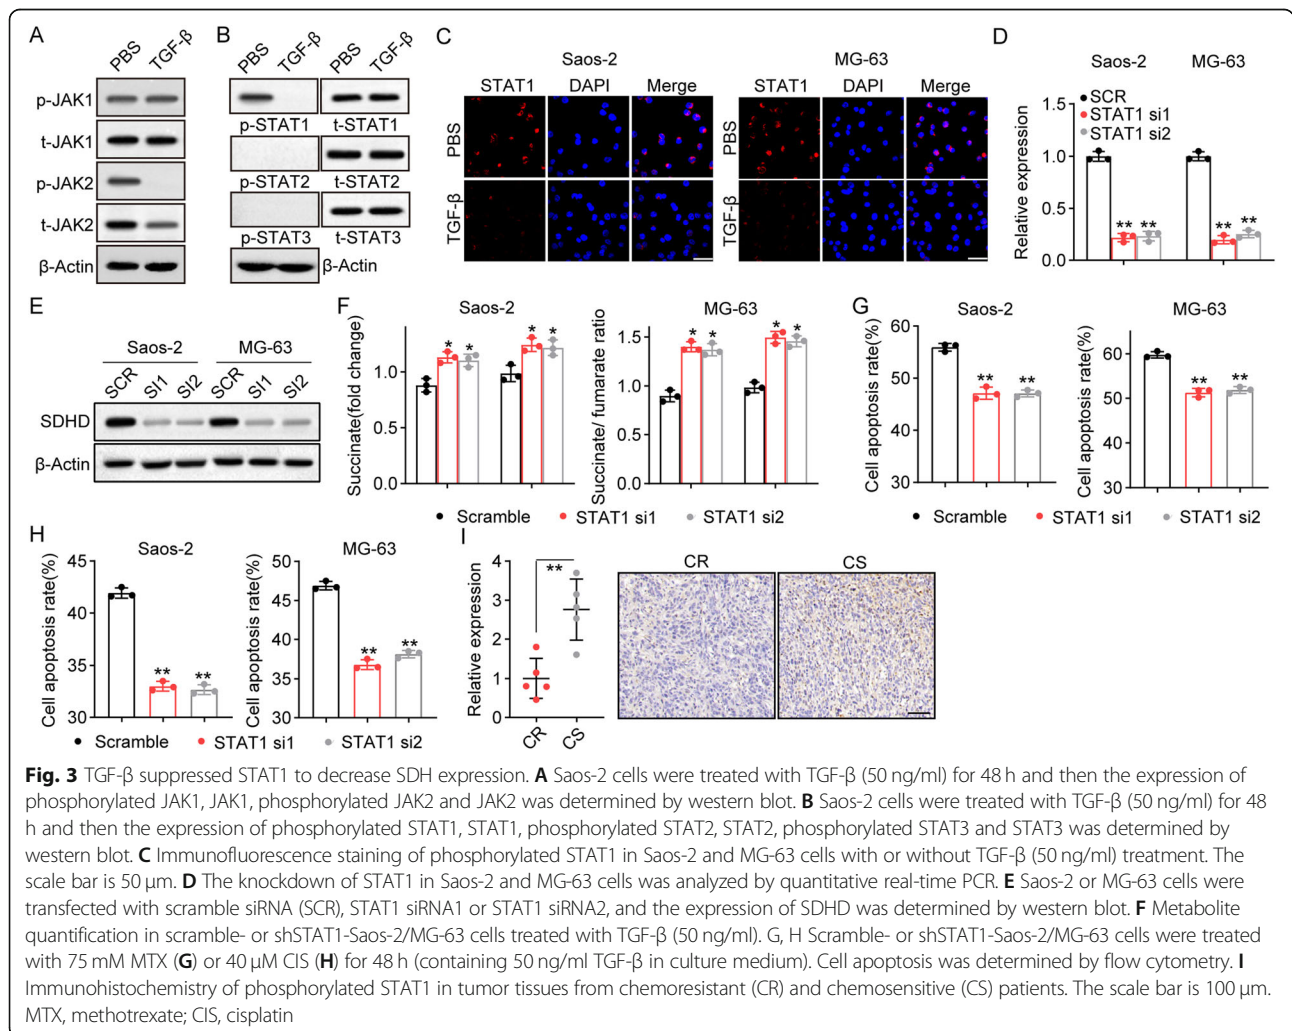 A
PBS
TGF-β
p-JAK1
t-JAK1
p-JAK2
t-JAK2
β-Actin
B
PBS
TGF-β
PBS
TGF-β
p-STAT1
t-STAT1
p-STAT2
t-STAT2
p-STAT3
t-STAT3
β-Actin
C
Saos-2
MG-63
STAT1 DAPI Merge
STAT1 DAPI Merge
PBS
TGF-β
PBS
TGF-β
D
Saos-2 MG-63
SCR
STAT1 si1
STAT1 si2
Relative expression
1.5
1.0
0.5
0.0
** **
** **
E
Saos-2 MG-63
SCR SI1 SI2 SCR SI1 SI2
SDHD
β-Actin
F
Saos-2
Succinate(fold change)
1.0
0.5
0.0
* * * *
MG-63
Succinate/ fumarate ratio
1.5
1.0
0.5
0.0
* * * *
Scramble STAT1 si1 STAT1 si2
G
Saos-2
Cell apoptosis rate(%)
60
50
40
30
** **
MG-63
Cell apoptosis rate(%)
60
50
40
30
** **
Scramble STAT1 si1 STAT1 si2
H
Saos-2
Cell apoptosis rate(%)
45
40
35
30
** **
MG-63
Cell apoptosis rate(%)
50
45
40
35
30
** **
Scramble STAT1 si1 STAT1 si2
I
Relative expression
4
3
2
1
0
**
CR
CS
CR CS
Fig. 3 TGF-β suppressed STAT1 to decrease SDH expression. A Saos-2 cells were treated with TGF-β (50 ng/ml) for 48 h and then the expression of
phosphorylated JAK1, JAK1, phosphorylated JAK2 and JAK2 was determined by western blot. B Saos-2 cells were treated with TGF-β (50 ng/ml) for 48
h and then the expression of phosphorylated STAT1, STAT1, phosphorylated STAT2, STAT2, phosphorylated STAT3 and STAT3 was determined by
western blot. C Immunofluorescence staining of phosphorylated STAT1 in Saos-2 and MG-63 cells with or without TGF-β (50 ng/ml) treatment. The
scale bar is 50 μm. D The knockdown of STAT1 in Saos-2 and MG-63 cells was analyzed by quantitative real-time PCR. E Saos-2 or MG-63 cells were
transfected with scramble siRNA (SCR), STAT1 siRNA1 or STAT1 siRNA2, and the expression of SDHD was determined by western blot. F Metabolite
quantification in scramble- or shSTAT1-Saos-2/MG-63 cells treated with TGF-β (50 ng/ml). G, H Scramble- or shSTAT1-Saos-2/MG-63 cells were treated
with 75 mM MTX (G) or 40 μM CIS (H) for 48 h (containing 50 ng/ml TGF-β in culture medium). Cell apoptosis was determined by flow cytometry. I
Immunohistochemistry of phosphorylated STAT1 in tumor tissues from chemoresistant (CR) and chemosensitive (CS) patients. The scale bar is 100 μm.
MTX, methotrexate; CIS, cisplatin